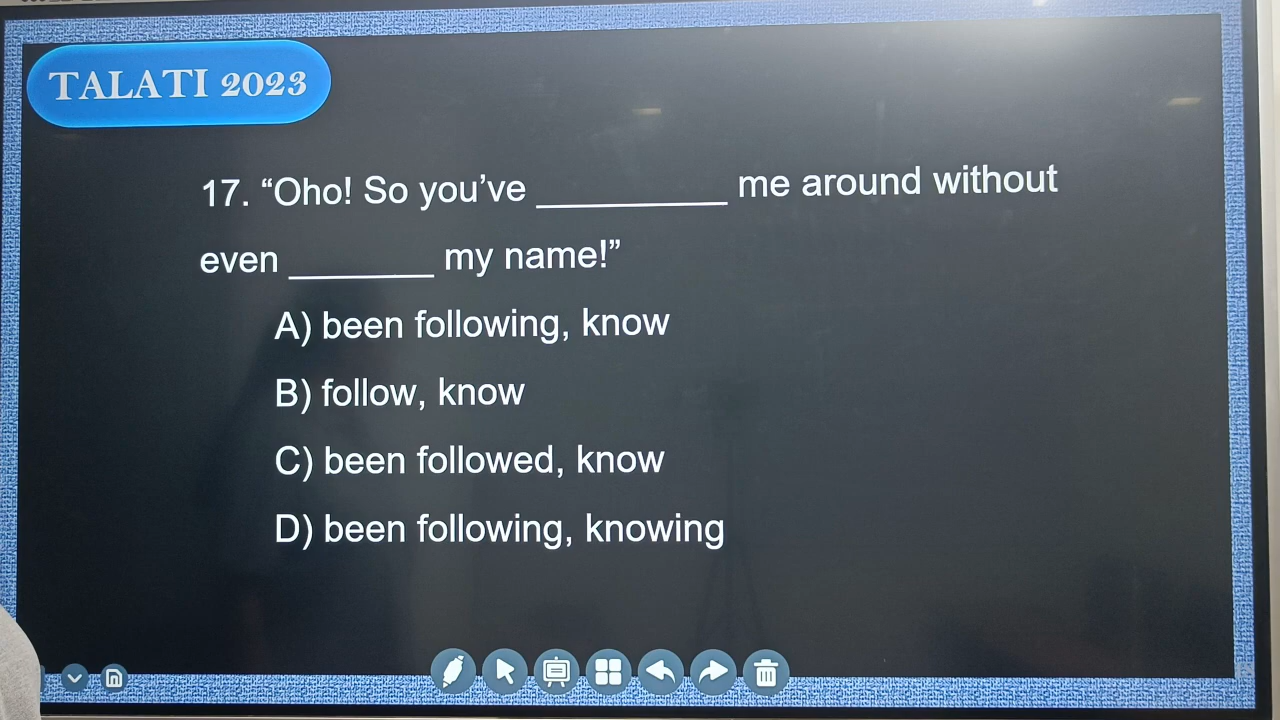 TALATI 2023
17. “Oho! So you’ve __________ me around without
even ________ my name!”
A) been following, know
B) follow, know
C) been followed, know
D) been following, knowing